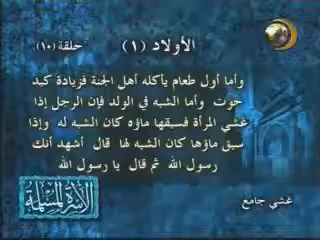 الأولاد (١) حلقة (١٠)
وأما أول طعام يأكله أهل الجنة فزيادة كبد
حوت وأما الشبه في الولد فإن الرجل إذا
غشي المرأة فسبقها ماؤه كان الشبه له وإذا
سبق ماؤها كان الشبه لها قال أشهد أنك
رسول الله ثم قال يا رسول الله
غشي جامع
الأسرة المسلمة